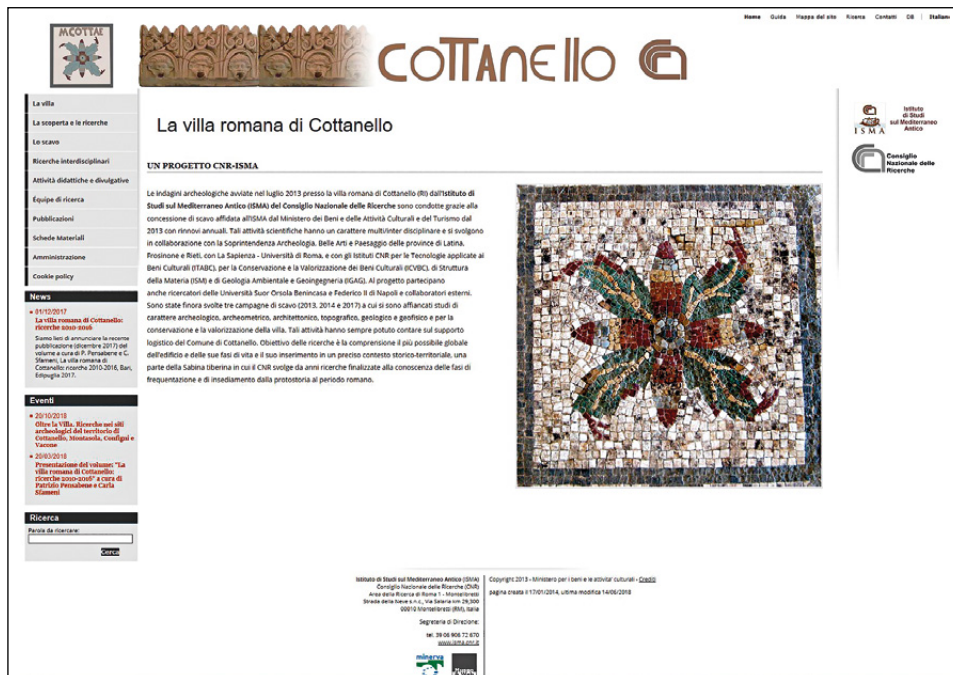 Home Guida Mappa del sito Ricerca Contatti DB | Italiano
MCOTTAE
COTTANEllO
La villa
La scoperta e le ricerche
Lo scavo
Ricerche interdisciplinari
Attività didattiche e divulgative
Équipe di ricerca
Pubblicazioni
Schede Materiali
Amministrazione
Cookie policy
News
01/12/2017
La villa romana di Cottanello:
ricerche 2010-2016
Siamo lieti di annunciare la recente
pubblicazione (dicembre 2017) del
volume a cura di P. Pensabene e C.
Sfameni, La villa romana di
Cottanello: ricerche 2010-2016, Bari,
Edipuglia 2017.
Eventi
20/10/2018
Oltre la Villa. Ricerche nei siti
archeologici del territorio di
Cottanello, Montasola, Configni e
Vacone
20/03/2018
Presentazione del volume: "La
villa romana di Cottanello:
ricerche 2010-2016" a cura di
Patrizio Pensabene e Carla
Sfameni
Ricerca
Parola da ricercare:
Cerca
La villa romana di Cottanello
UN PROGETTO CNR-ISMA
Le indagini archeologiche avviate nel luglio 2013 presso la villa romana di Cottanello (RI) dall'Istituto di
Studi sul Mediterraneo Antico (ISMA) del Consiglio Nazionale delle Ricerche sono condotte grazie alla
concessione di scavo affidata all'ISMA dal Ministero dei Beni e delle Attività Culturali e del Turismo dal
2013 con rinnovi annuali. Tali attività scientifiche hanno un carattere multi/inter disciplinare e si svolgono
in collaborazione con la Soprintendenza Archeologia, Belle Arti e Paesaggio delle province di Latina,
Frosinone e Rieti, con La Sapienza - Università di Roma, e con gli Istituti CNR per le Tecnologie applicate ai
Beni Culturali (ITABC), per la Conservazione e la Valorizzazione dei Beni Culturali (ICVBC), di Struttura
della Materia (ISM) e di Geologia Ambientale e Geoingegneria (IGAG). Al progetto partecipano
anche ricercatori delle Università Suor Orsola Benincasa e Federico II di Napoli e collaboratori esterni.
Sono state finora svolte tre campagne di scavo (2013, 2014 e 2017) a cui si sono affiancati studi di
carattere archeologico, archeometrico, architettonico, topografico, geologico e geofisico e per la
conservazione e la valorizzazione della villa. Tali attività hanno sempre potuto contare sul supporto
logistico del Comune di Cottanello. Obiettivo delle ricerche è la comprensione il più possibile globale
dell'edificio e delle sue fasi di vita e il suo inserimento in un preciso contesto storico-territoriale, una
parte della Sabina tiberina in cui il CNR svolge da anni ricerche finalizzate alla conoscenza delle fasi di
frequentazione e di insediamento dalla protostoria al periodo romano.
ISMA
Istituto
di Studi
sul Mediterraneo
Antico
Consiglio
Nazionale delle
Ricerche
Istituto di Studi sul Mediterraneo Antico (ISMA)
Consiglio Nazionale delle Ricerche (CNR)
Area della Ricerca di Roma 1 - Montelibretti
Strada della Neve s.n.c., Via Salaria km 29,300
00010 Montelibretti (RM), Italia
Segreteria di Direzione:
tel. 39 06 906 72 670
www.isma.cnr.it
minerva
Copyright 2013 - Ministero per i beni e le attivita' culturali - Crediti
pagina creata il 17/01/2014, ultima modifica 14/06/2018